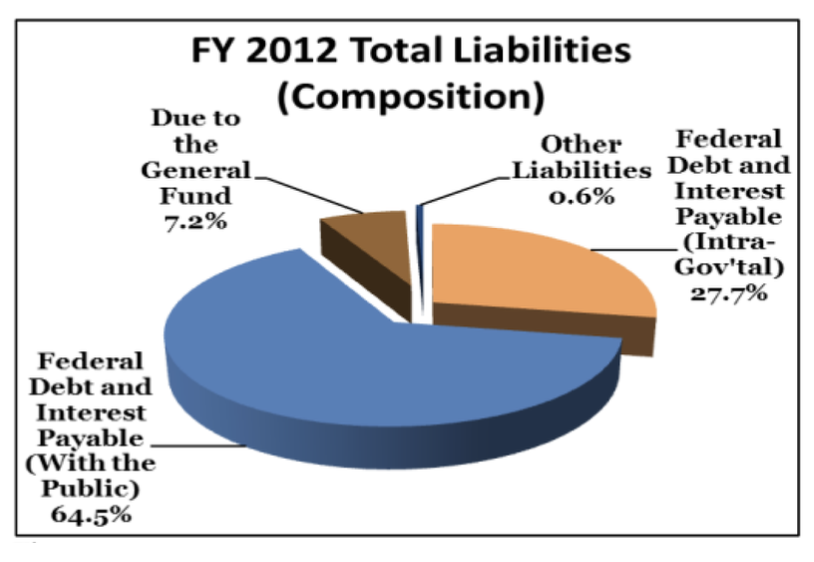 FY 2012 Total Liabilities
(Composition)
Due to
the
General
Fund
7.2%
Other
Liabilities
0.6%
Federal
Debt and
Interest
Payable
(Intra-
Gov'tal)
27.7%
Federal
Debt and
Interest
Payable
(With the
Public)
64.5%